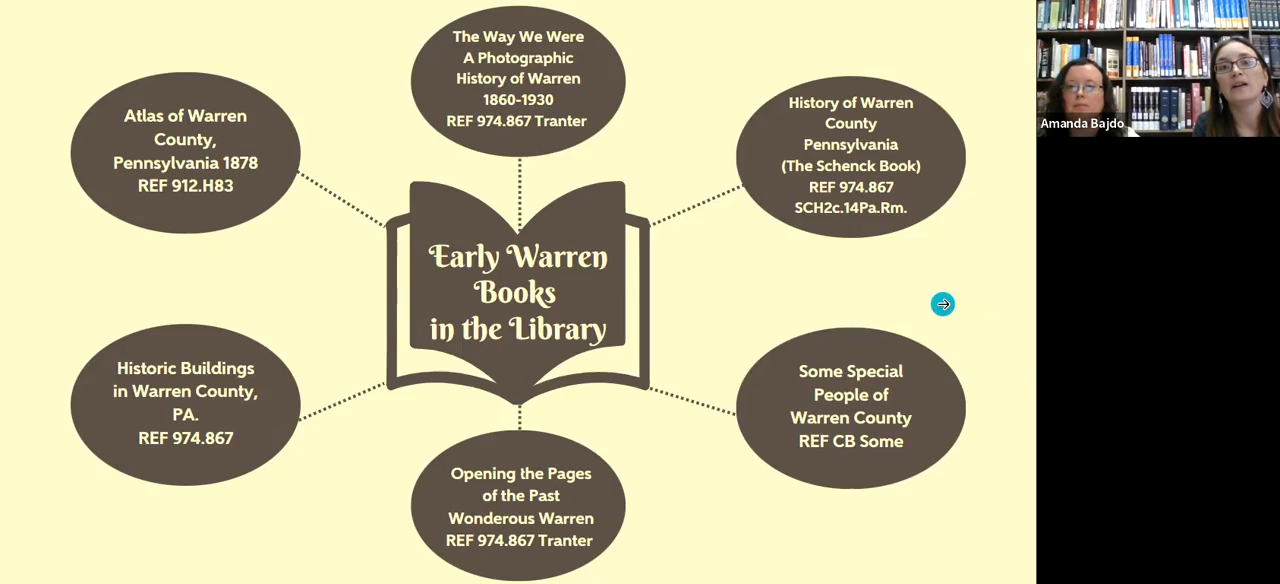 The Way We Were
A Photographic
History of Warren
1860-1930
REF 974.867 Tranter
Atlas of Warren
County,
Pennsylvania 1878
REF 912.H83
History of Warren
County
Pennsylvania
(The Schenck Book)
REF 974.867
SCH2c.14Pa.Rm.
Early Warren
Books
in the Library
Historic Buildings
in Warren County,
PA.
REF 974.867
Some Special
People of
Warren County
REF CB Some
Opening the Pages
of the Past
Wonderous Warren
REF 974.867 Tranter
Amanda Bajdo